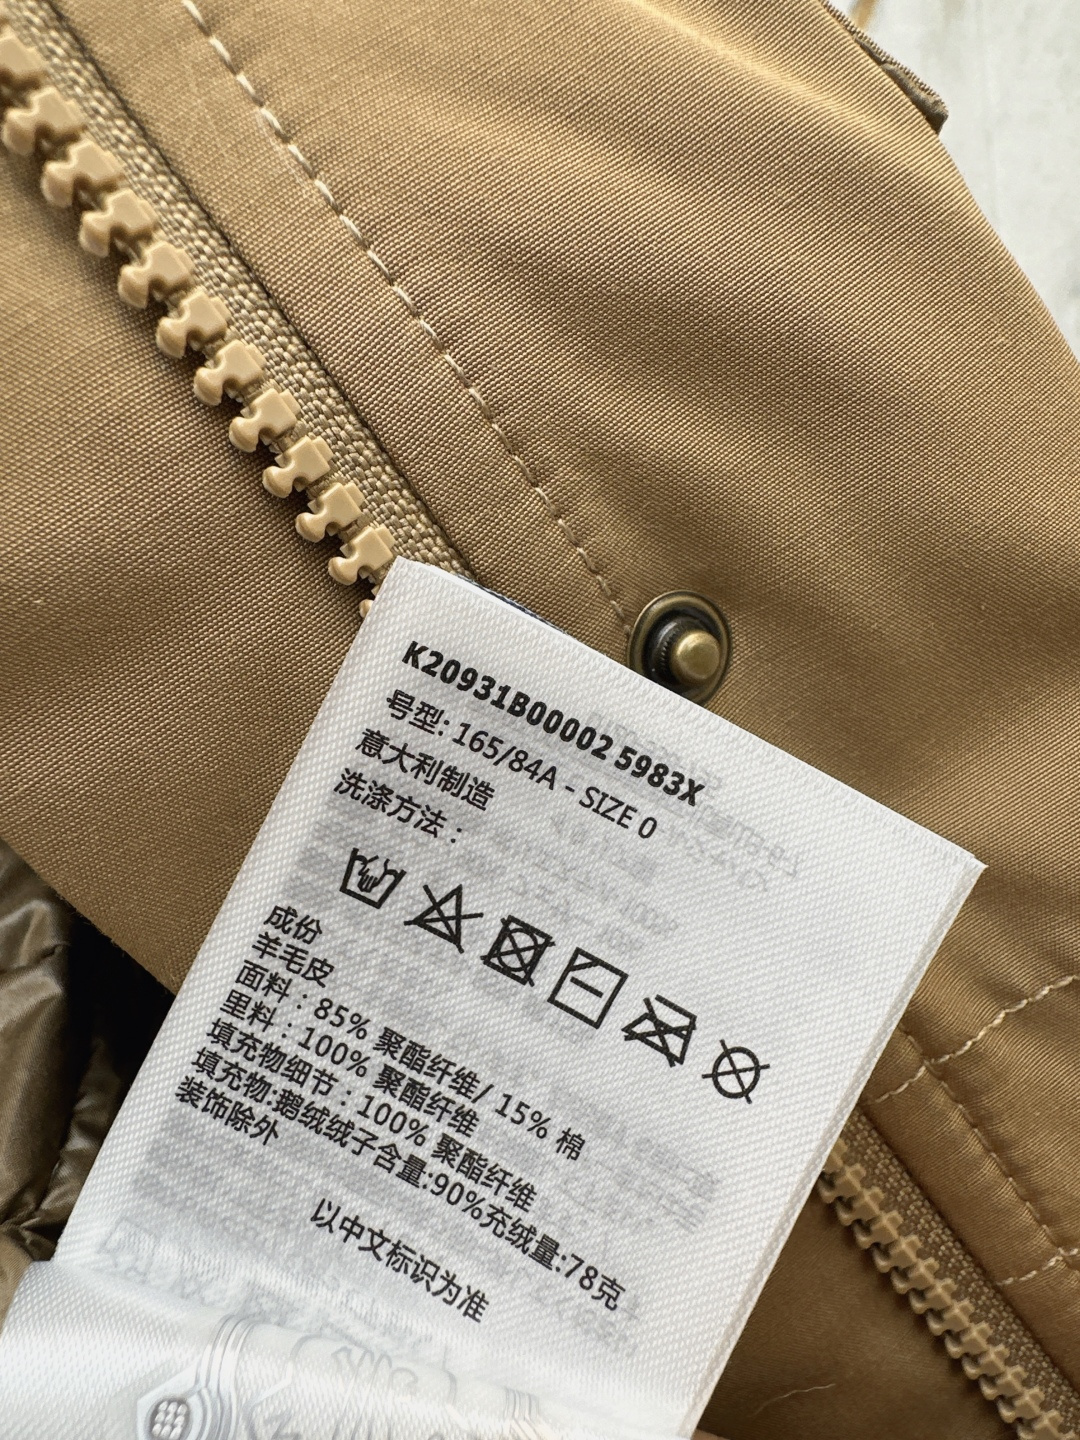 K20931B00002 5983X
号型: 165/84A - SIZE 0
意大利制造
洗涤方法：
成份
羊毛皮
面料：85% 聚酯纤维/ 15% 棉
里料：100% 聚酯纤维
填充物细节：100% 聚酯纤维
填充物:鹅绒绒子含量:90%充绒量:78克
装饰除外
以中文标识为准